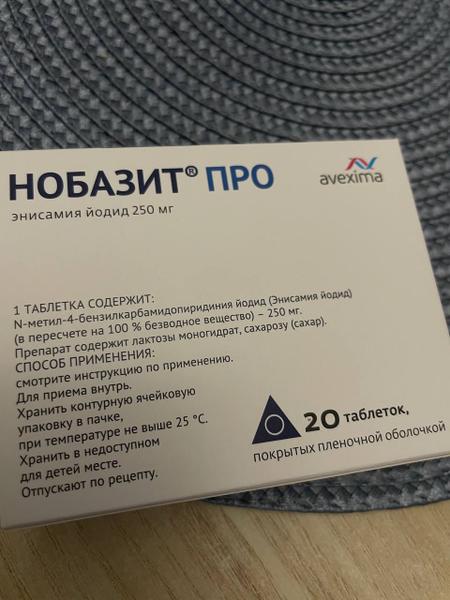 НОБАЗИТ® ПРО
avexima
энисамия йодид 250 мг
1 ТАБЛЕТКА СОДЕРЖИТ:
N-метил-4-бензилкарбамидопиридиния йодид (Энисамия йодид)
(в пересчете на 100 % безводное вещество) – 250 мг.
Препарат содержит лактозы моногидрат, сахарозу (сахар).
СПОСОБ ПРИМЕНЕНИЯ:
смотрите инструкцию по применению.
Для приема внутрь.
Хранить контурную ячейковую
упаковку в пачке,
при температуре не выше 25 °С.
Хранить в недоступном
для детей месте.
Отпускают по рецепту.
20 таблеток,
покрытых пленочной оболочкой